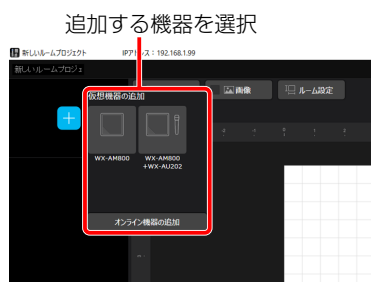 追加する機器を選択
新しいルームプロジェクト IPアドレス：192.168.1.99
新しいルームプロジェ
仮想機器の追加
画像
ルーム設定
WX-AM800
WX-AM800
+WX-AU202
オンライン機器の追加